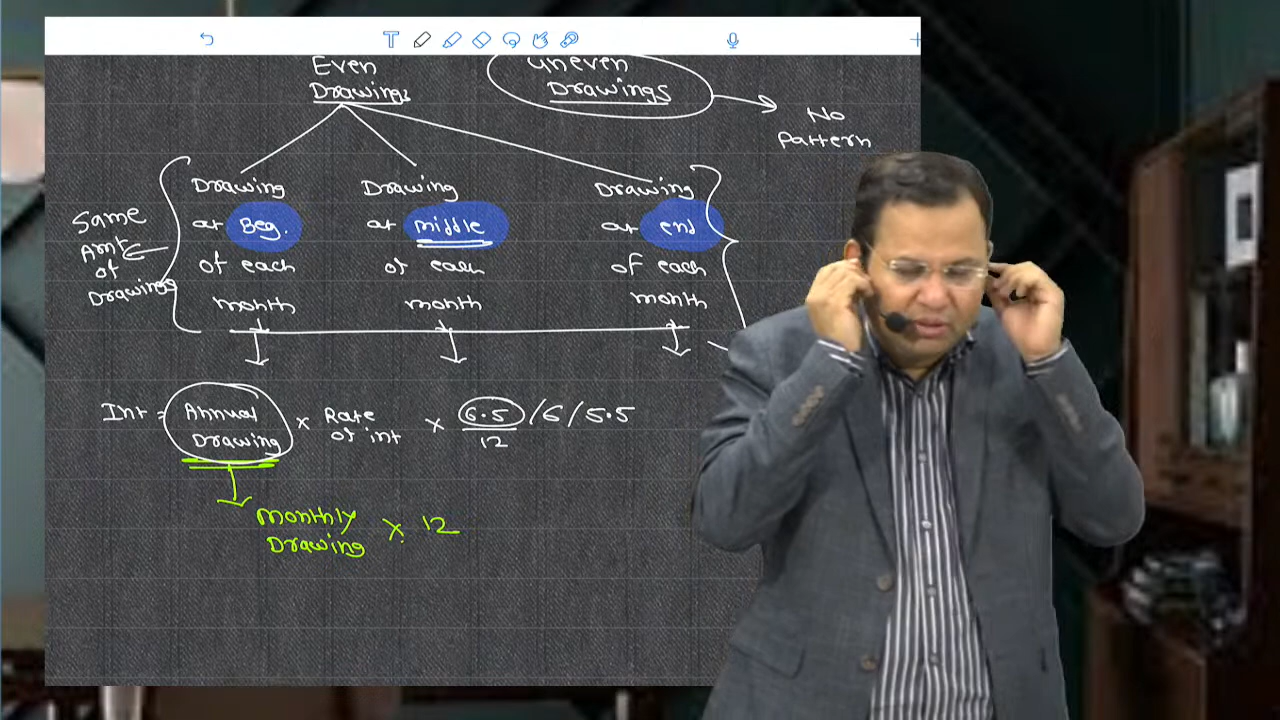 Even
Drawings
Uneven
Drawings
No
Pattern
Same
Amt
of
Drawings
Drawing
at Beg.
of each
month
Drawing
at middle
of each
month
Drawing
at end
of each
month
Int = Annual Drawing × Rate of int × 6.5/12 / 6 / 5.5
Monthly
Drawing × 12